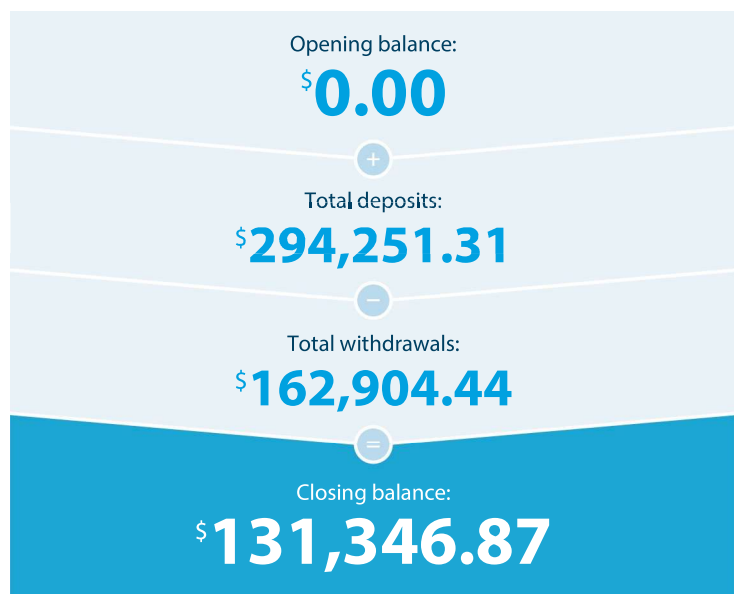 Opening balance:
$0.00
+
Total deposits:
$294,251.31
−
Total withdrawals:
$162,904.44
=
Closing balance:
$131,346.87